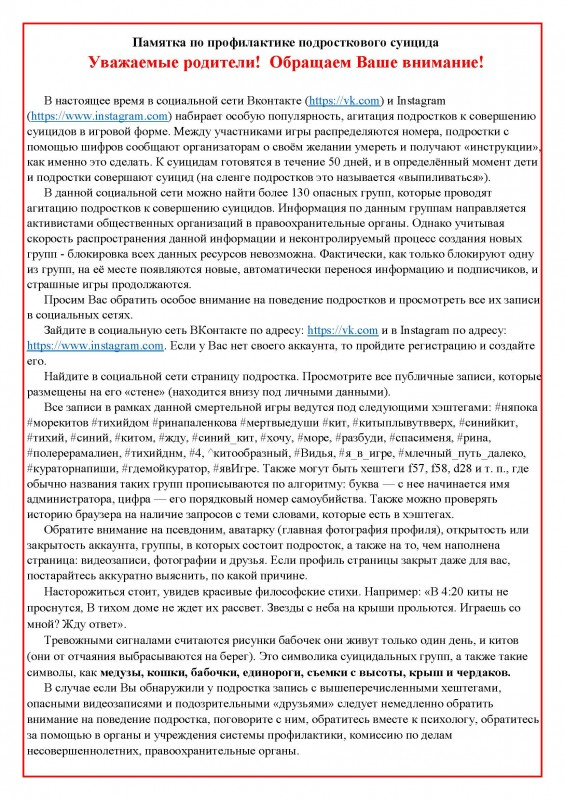 Памятка по профилактике подросткового суицида
Уважаемые родители! Обращаем Ваше внимание!
В настоящее время в социальной сети Вконтакте (https://vk.com) и Instagram
(https://www.instagram.com) набирает особую популярность, агитация подростков к совершению
суицидов в игровой форме. Между участниками игры распределяются номера, подростки с
помощью шифров сообщают организаторам о своём желании умереть и получают «инструкции»,
как именно это сделать. К суицидам готовятся в течение 50 дней, и в определённый момент дети
и подростки совершают суицид (на сленге подростков это называется «выпиливаться»).
В данной социальной сети можно найти более 130 опасных групп, которые проводят
агитацию подростков к совершению суицидов. Информация по данным группам направляется
активистами общественных организаций в правоохранительные органы. Однако учитывая
скорость распространения данной информации и неконтролируемый процесс создания новых
групп - блокировка всех данных ресурсов невозможна. Фактически, как только блокируют одну
из групп, на её месте появляются новые, автоматически перенося информацию и подписчиков, и
страшные игры продолжаются.
Просим Вас обратить особое внимание на поведение подростков и просмотреть все их записи
в социальных сетях.
Зайдите в социальную сеть ВКонтакте по адресу: https://vk.com и в Instagram по адресу:
https://www.instagram.com. Если у Вас нет своего аккаунта, то пройдите регистрацию и создайте
его.
Найдите в социальной сети страницу подростка. Просмотрите все публичные записи, которые
размещены на его «стене» (находится внизу под личными данными).
Все записи в рамках данной смертельной игры ведутся под следующими хэштегами: #няпока
#морекитов #тихийдом #ринапаленкова #мертвыедуши #кит, #китыплывутвверх, #синийкит,
#тихий, #синий, #китом, #жду, #синий_кит, #хочу, #море, #разбуди, #спасименя, #рина,
#полерерамалиен, #тихийднм, #4, ^китообразный, #Видья, #я_в_игре, #млечный_путь_далеко,
#кураторнапиши, #гдемойкуратор, #явИгре. Также могут быть хештеги f57, f58, d28 и т. п., где
обычно названия таких групп прописываются по алгоритму: буква — с нее начинается имя
администратора, цифра — его порядковый номер самоубийства. Также можно проверять
историю браузера на наличие запросов с теми словами, которые есть в хэштегах.
Обратите внимание на псевдоним, аватарку (главная фотография профиля), открытость или
закрытость аккаунта, группы, в которых состоит подросток, а также на то, чем наполнена
страница: видеозаписи, фотографии и друзья. Если профиль страницы закрыт даже для вас,
постарайтесь аккуратно выяснить, по какой причине.
Насторожиться стоит, увидев красивые философские стихи. Например: «В 4:20 киты не
проснутся, В тихом доме не ждет их рассвет. Звезды с неба на крыши прольются. Играешь со
мной? Жду ответ».
Тревожными сигналами считаются рисунки бабочек они живут только один день, и китов
(они от отчаяния выбрасываются на берег). Это символика суицидальных групп, а также такие
символы, как медузы, кошки, бабочки, единороги, съемки с высоты, крыш и чердаков.
В случае если Вы обнаружили у подростка запись с вышеперечисленными хештегами,
опасными видеозаписями и подозрительными «друзьями» следует немедленно обратить
внимание на поведение подростка, поговорите с ним, обратитесь вместе к психологу, обратитесь
за помощью в органы и учреждения системы профилактики, комиссию по делам
несовершеннолетних, правоохранительные органы.